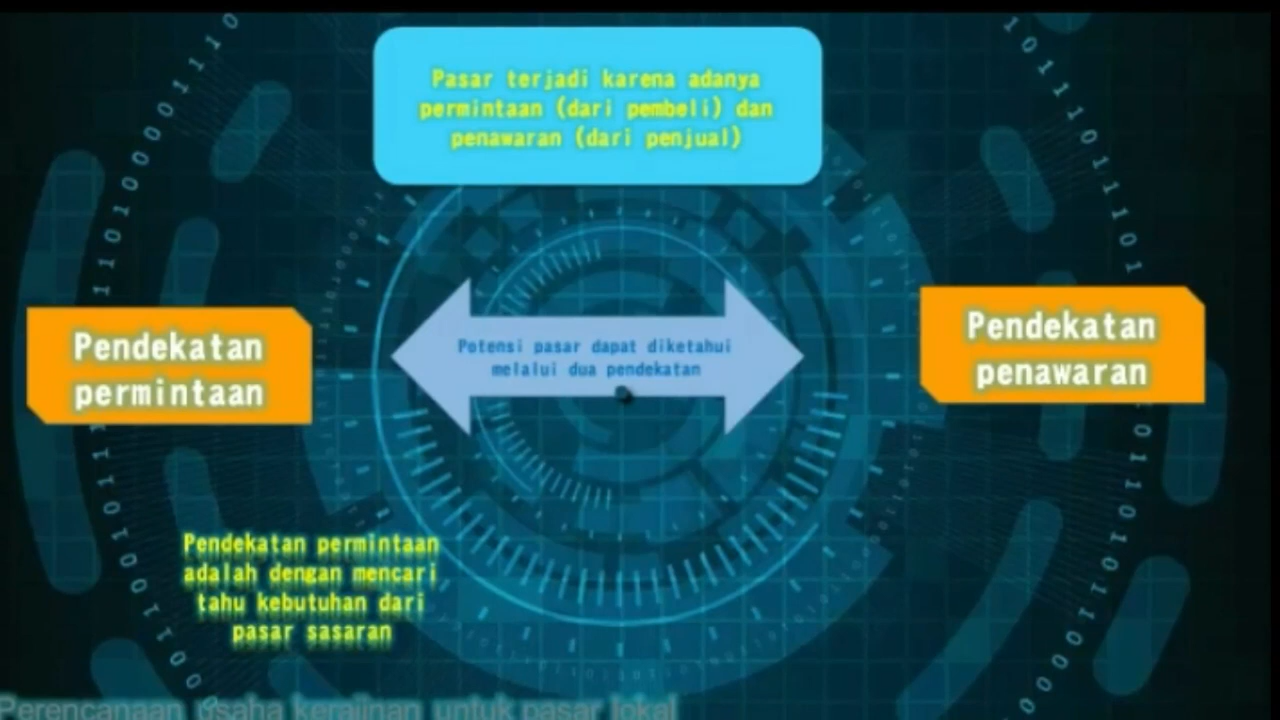 Pasar terjadi karena adanya
permintaan (dari pembeli) dan
penawaran (dari penjual)
Pendekatan
permintaan
Potensi pasar dapat diketahui
melalui dua pendekatan
Pendekatan
penawaran
Pendekatan permintaan
adalah dengan mencari
tahu kebutuhan dari
pasar sasaran
Perencanaan usaha kerajinan untuk pasar lokal